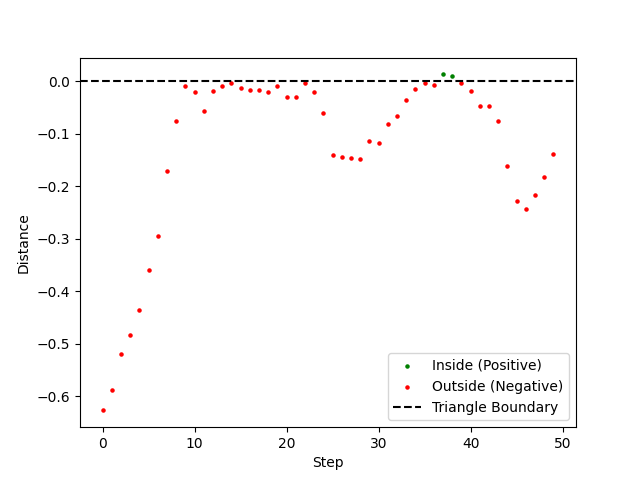 0.0
−0.1
−0.2
−0.3
−0.4
−0.5
−0.6
Distance
0 10 20 30 40 50
Step
Inside (Positive)
Outside (Negative)
Triangle Boundary